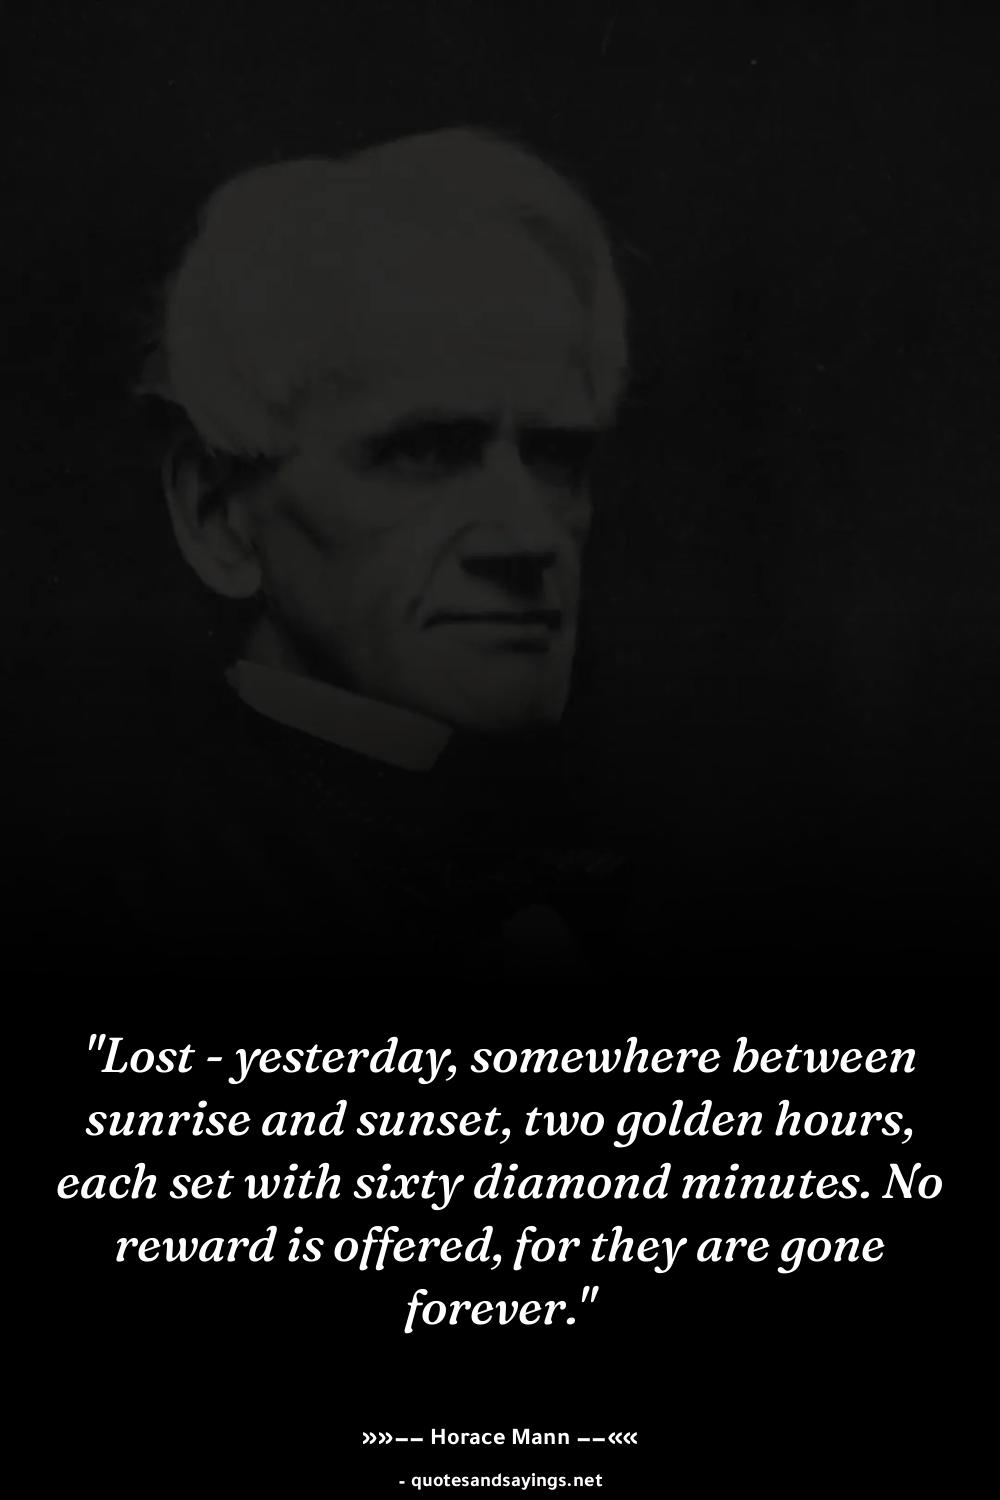 "Lost - yesterday, somewhere between
sunrise and sunset, two golden hours,
each set with sixty diamond minutes. No
reward is offered, for they are gone
forever."
»»–– Horace Mann ––««
- quotesandsayings.net